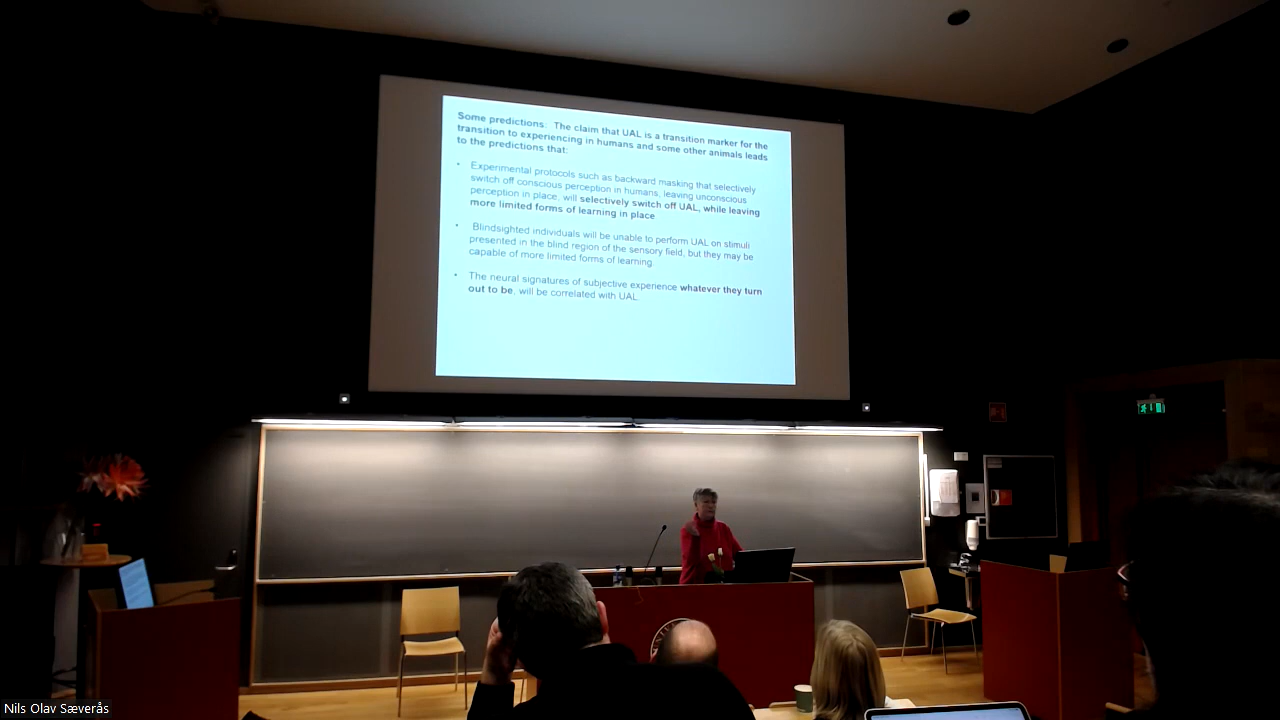 Some predictions: The claim that UAL is a transition marker for the
transition to experiencing in humans and some other animals leads
to the predictions that:
• Experimental protocols such as backward masking that selectively
switch off conscious perception in humans, leaving unconscious
perception in place, will selectively switch off UAL, while leaving
more limited forms of learning in place
• Blindsighted individuals will be unable to perform UAL on stimuli
presented in the blind region of the sensory field, but they may be
capable of more limited forms of learning.
• The neural signatures of subjective experience whatever they turn
out to be, will be correlated with UAL.
Nils Olav Sæverås